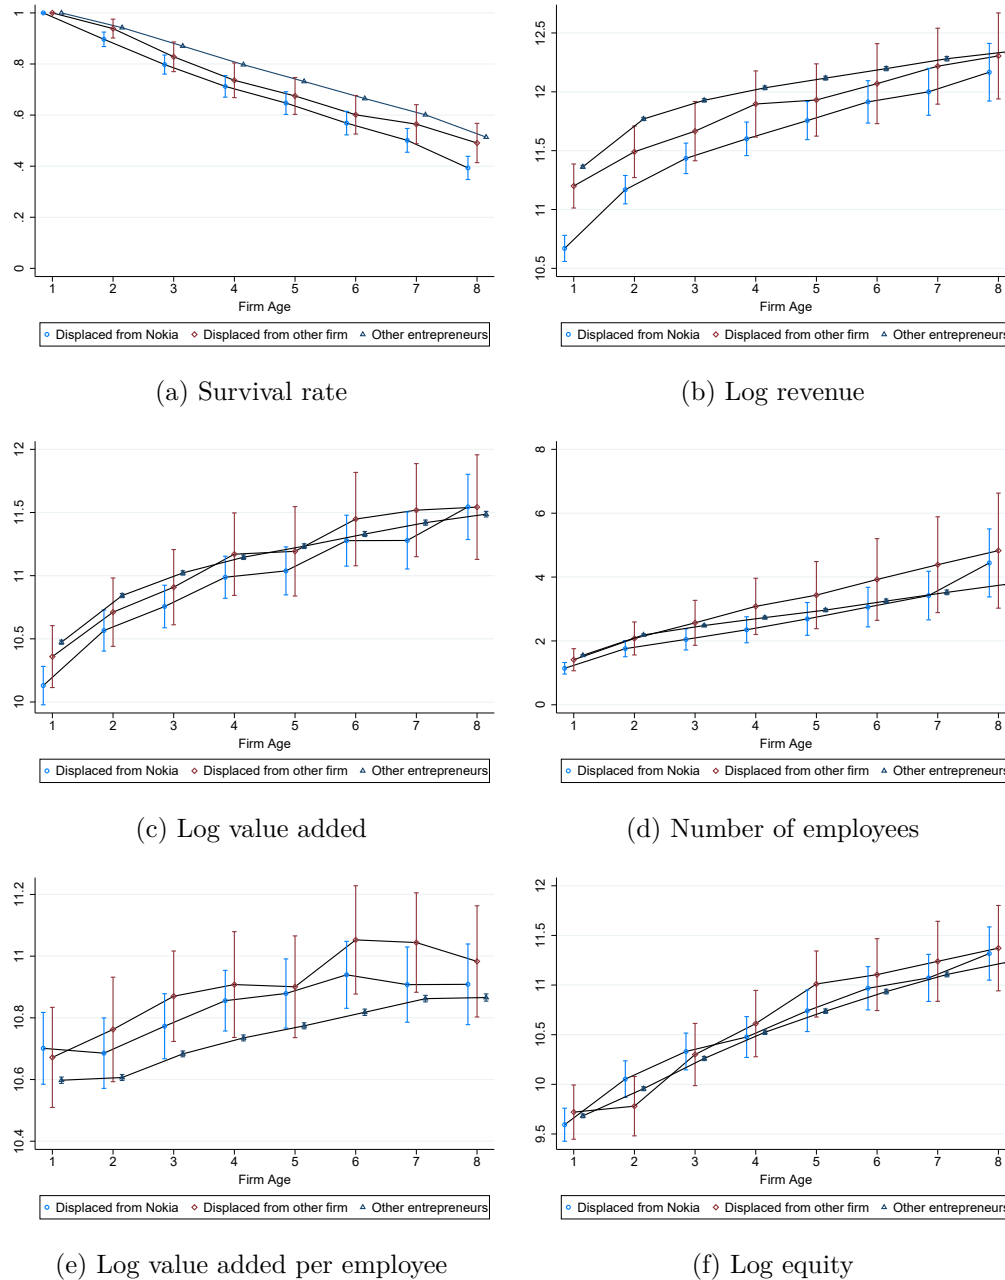 1
.8
.6
.4
.2
0
1 2 3 4 5 6 7 8
Firm Age
Displaced from Nokia Displaced from other firm Other entrepreneurs
(a) Survival rate
12.5
12
11.5
11
10.5
1 2 3 4 5 6 7 8
Firm Age
Displaced from Nokia Displaced from other firm Other entrepreneurs
(b) Log revenue
12
11.5
11
10.5
10
1 2 3 4 5 6 7 8
Firm Age
Displaced from Nokia Displaced from other firm Other entrepreneurs
(c) Log value added
8
6
4
2
0
1 2 3 4 5 6 7 8
Firm Age
Displaced from Nokia Displaced from other firm Other entrepreneurs
(d) Number of employees
11.2
11
10.8
10.6
10.4
1 2 3 4 5 6 7 8
Firm Age
Displaced from Nokia Displaced from other firm Other entrepreneurs
(e) Log value added per employee
12
11.5
11
10.5
10
9.5
1 2 3 4 5 6 7 8
Firm Age
Displaced from Nokia Displaced from other firm Other entrepreneurs
(f) Log equity